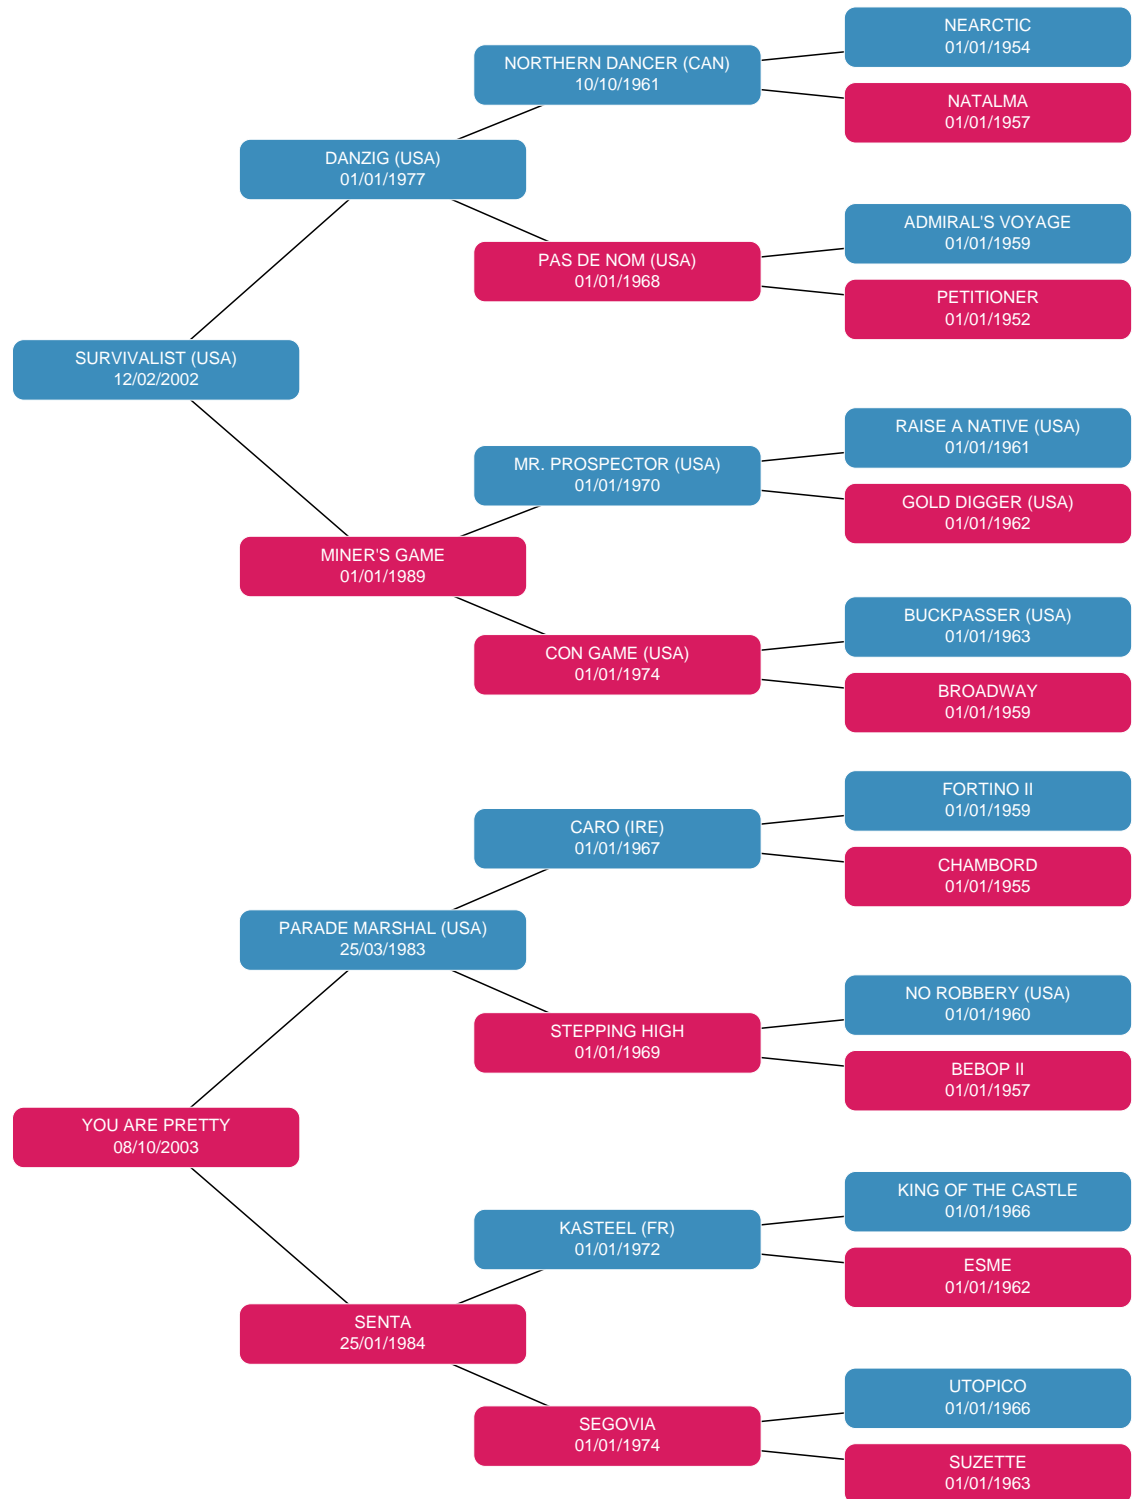 NEARCTIC
01/01/1954
NORTHERN DANCER (CAN)
10/10/1961
NATALMA
01/01/1957
DANZIG (USA)
01/01/1977
ADMIRAL'S VOYAGE
01/01/1959
PAS DE NOM (USA)
01/01/1968
PETITIONER
01/01/1952
SURVIVALIST (USA)
12/02/2002
RAISE A NATIVE (USA)
01/01/1961
MR. PROSPECTOR (USA)
01/01/1970
GOLD DIGGER (USA)
01/01/1962
MINER'S GAME
01/01/1989
BUCKPASSER (USA)
01/01/1963
CON GAME (USA)
01/01/1974
BROADWAY
01/01/1959
FORTINO II
01/01/1959
CARO (IRE)
01/01/1967
CHAMBORD
01/01/1955
PARADE MARSHAL (USA)
25/03/1983
NO ROBBERY (USA)
01/01/1960
STEPPING HIGH
01/01/1969
BEBOP II
01/01/1957
YOU ARE PRETTY
08/10/2003
KING OF THE CASTLE
01/01/1966
KASTEEL (FR)
01/01/1972
ESME
01/01/1962
SENTA
25/01/1984
UTOPICO
01/01/1966
SEGOVIA
01/01/1974
SUZETTE
01/01/1963